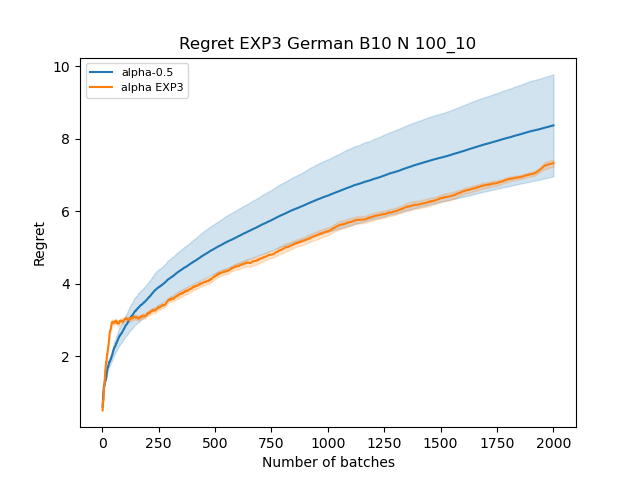 Regret EXP3 German B10 N 100_10
alpha-0.5
alpha EXP3
Regret
10
8
6
4
2
0 250 500 750 1000 1250 1500 1750 2000
Number of batches